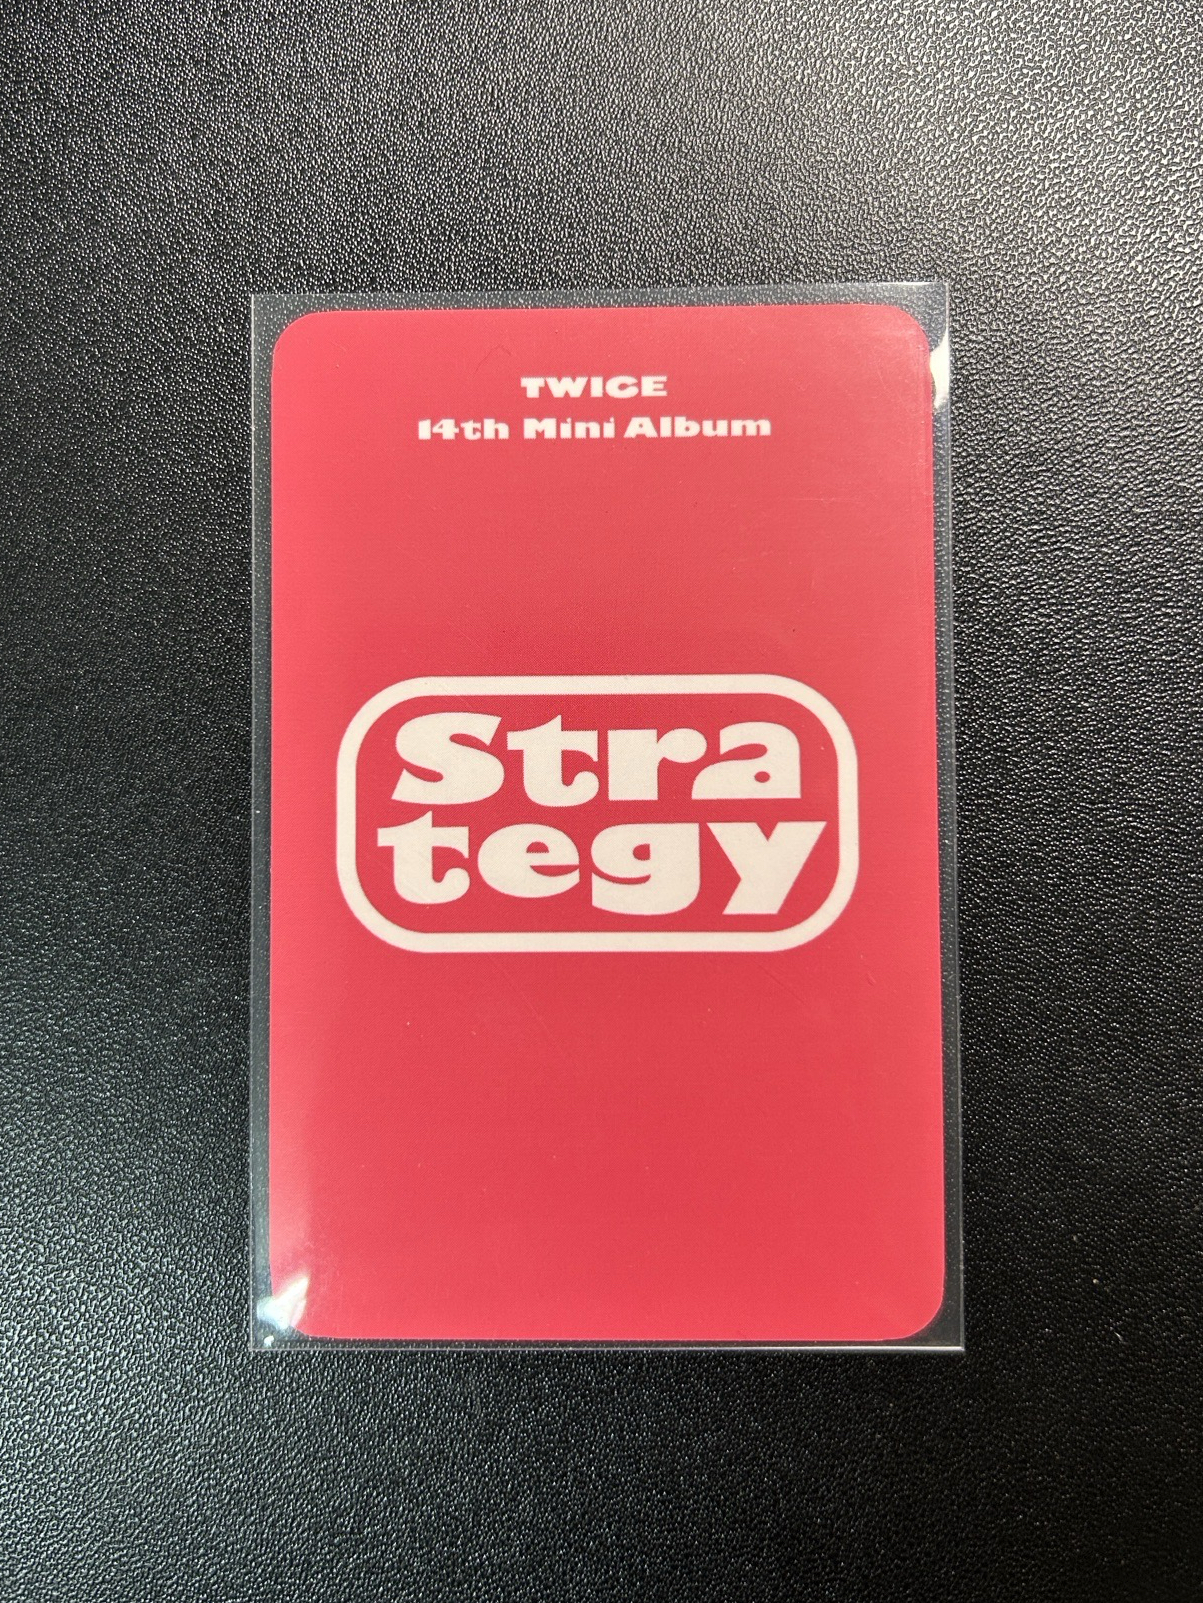 TWICE
14th Mini Album
Stra
tegy